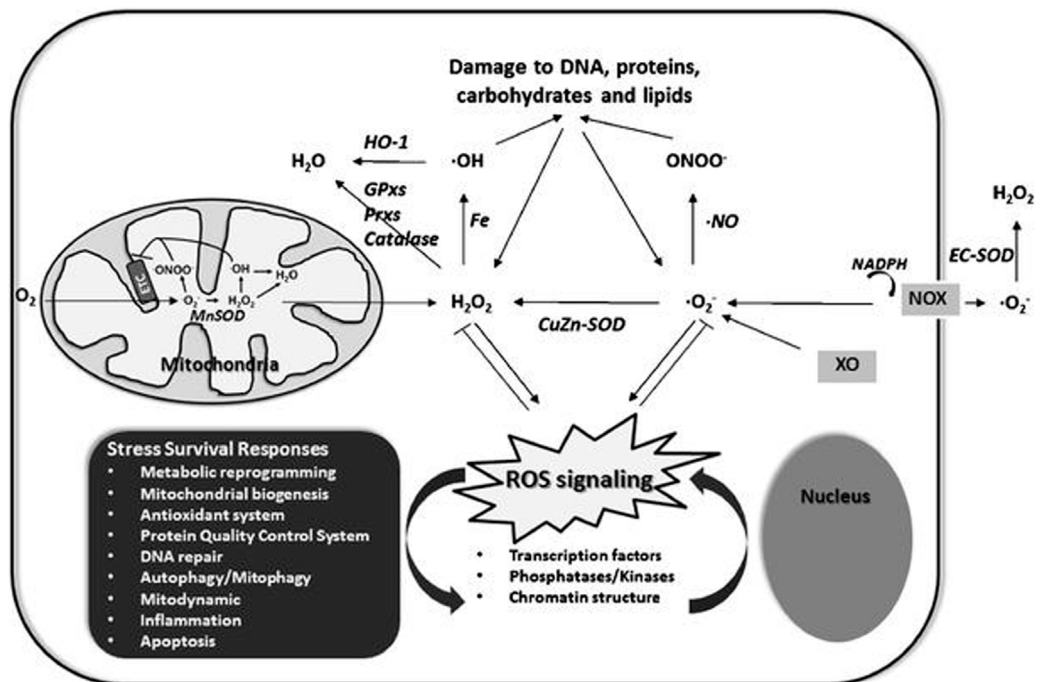 Damage to DNA, proteins,
carbohydrates and lipids
HO-1
H₂O
·OH
ONOO⁻
GPxs
Prxs
Catalase
Fe
·NO
H₂O₂
EC-SOD
NADPH
NOX
·O₂⁻
O₂
ETC
ONOO⁻
·OH
H₂O
O₂⁻
H₂O₂
MnSOD
Mitochondria
H₂O₂
CuZn-SOD
·O₂⁻
XO
Stress Survival Responses
• Metabolic reprogramming
• Mitochondrial biogenesis
• Antioxidant system
• Protein Quality Control System
• DNA repair
• Autophagy/Mitophagy
• Mitodynamic
• Inflammation
• Apoptosis
ROS signaling
• Transcription factors
• Phosphatases/Kinases
• Chromatin structure
Nucleus